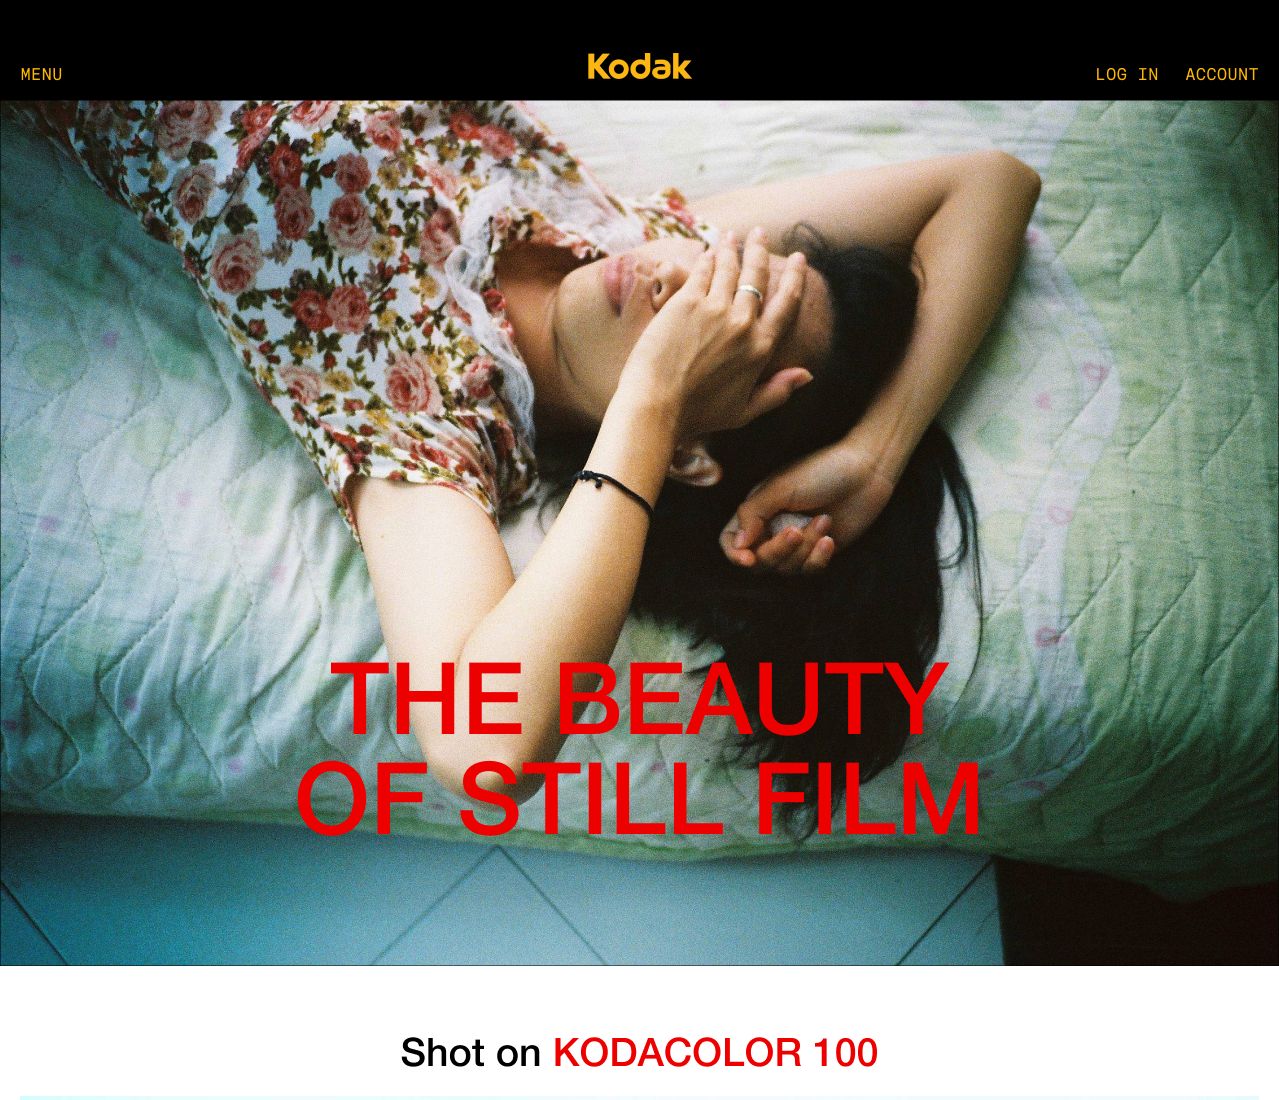 MENU
Kodak
LOG IN ACCOUNT
THE BEAUTY
OF STILL FILM
Shot on KODACOLOR 100